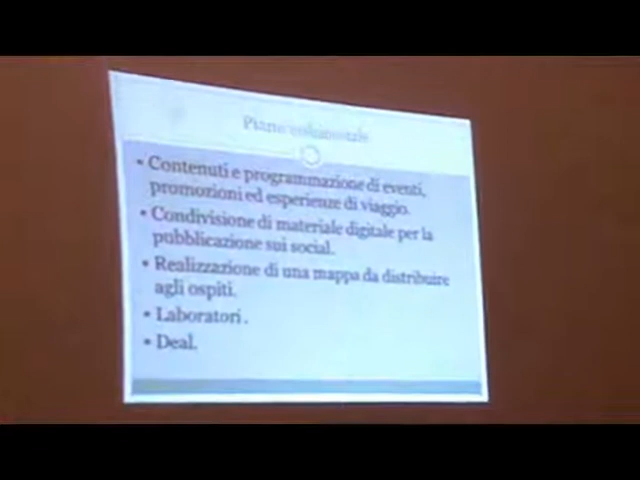 Piano
• Contenuti e programmazione di eventi,
promozioni ed esperienze di viaggio.
• Condivisione di materiale digitale per la
pubblicazione sui social.
• Realizzazione di una mappa da distribuire
agli ospiti.
• Laboratori.
• Deal.